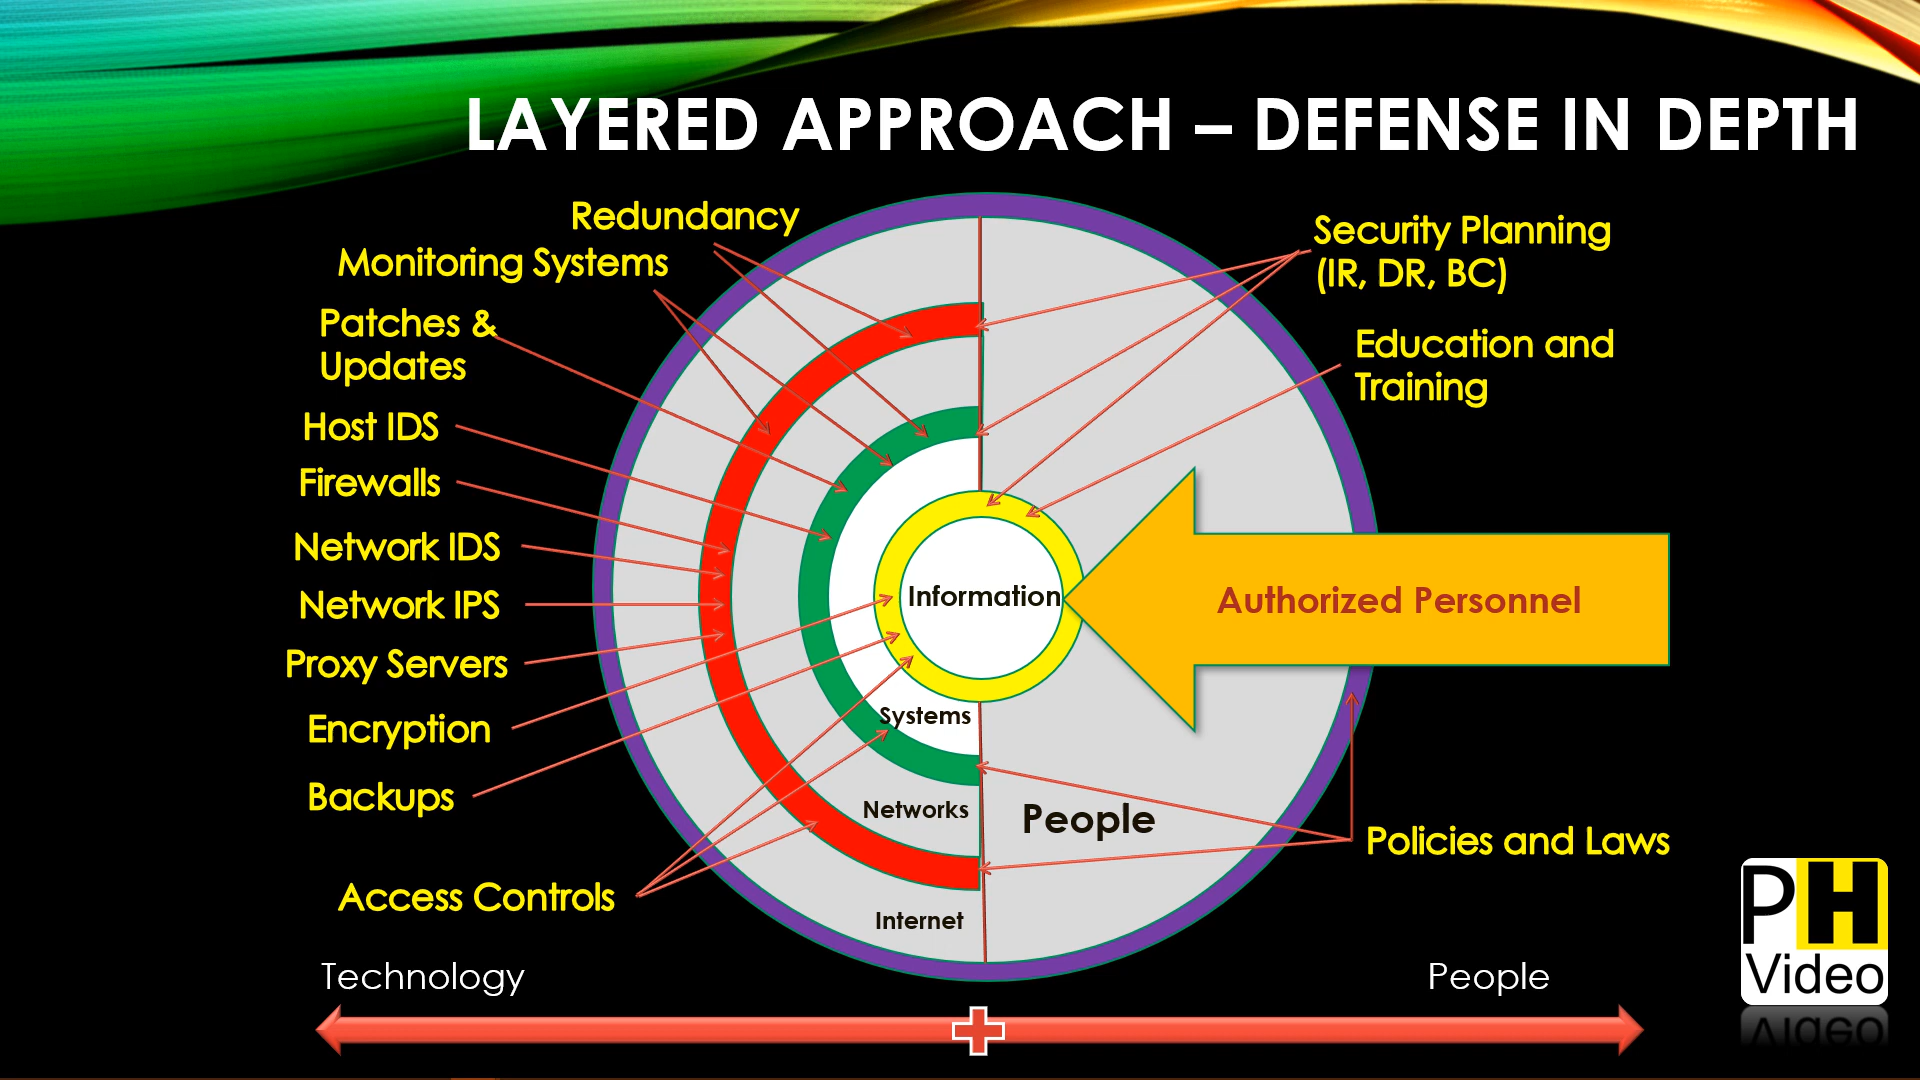 LAYERED APPROACH – DEFENSE IN DEPTH
Redundancy
Monitoring Systems
Patches &
Updates
Host IDS
Firewalls
Network IDS
Network IPS
Proxy Servers
Encryption
Backups
Access Controls
Security Planning
(IR, DR, BC)
Education and
Training
Information
Authorized Personnel
Systems
Networks
People
Internet
Policies and Laws
Technology
People
PH
Video